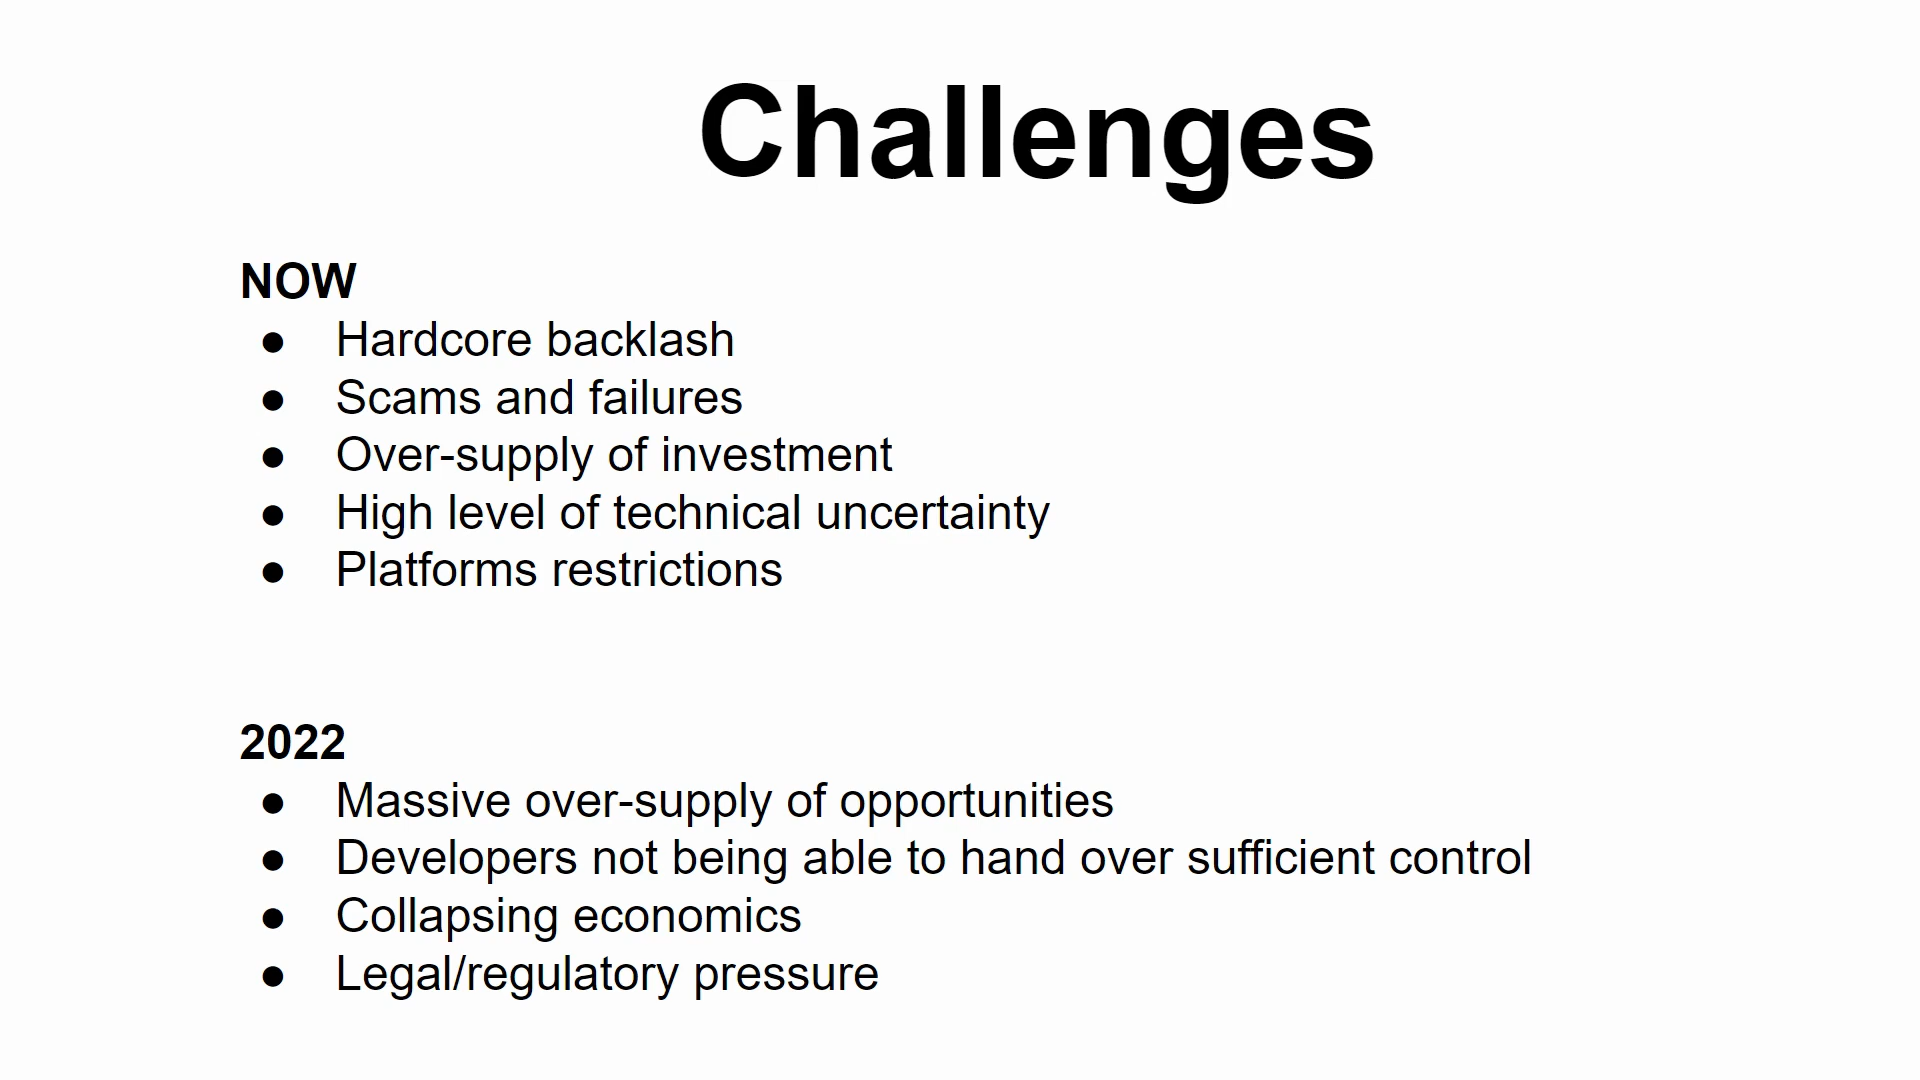 Challenges
NOW
● Hardcore backlash
● Scams and failures
● Over-supply of investment
● High level of technical uncertainty
● Platforms restrictions
2022
● Massive over-supply of opportunities
● Developers not being able to hand over sufficient control
● Collapsing economics
● Legal/regulatory pressure